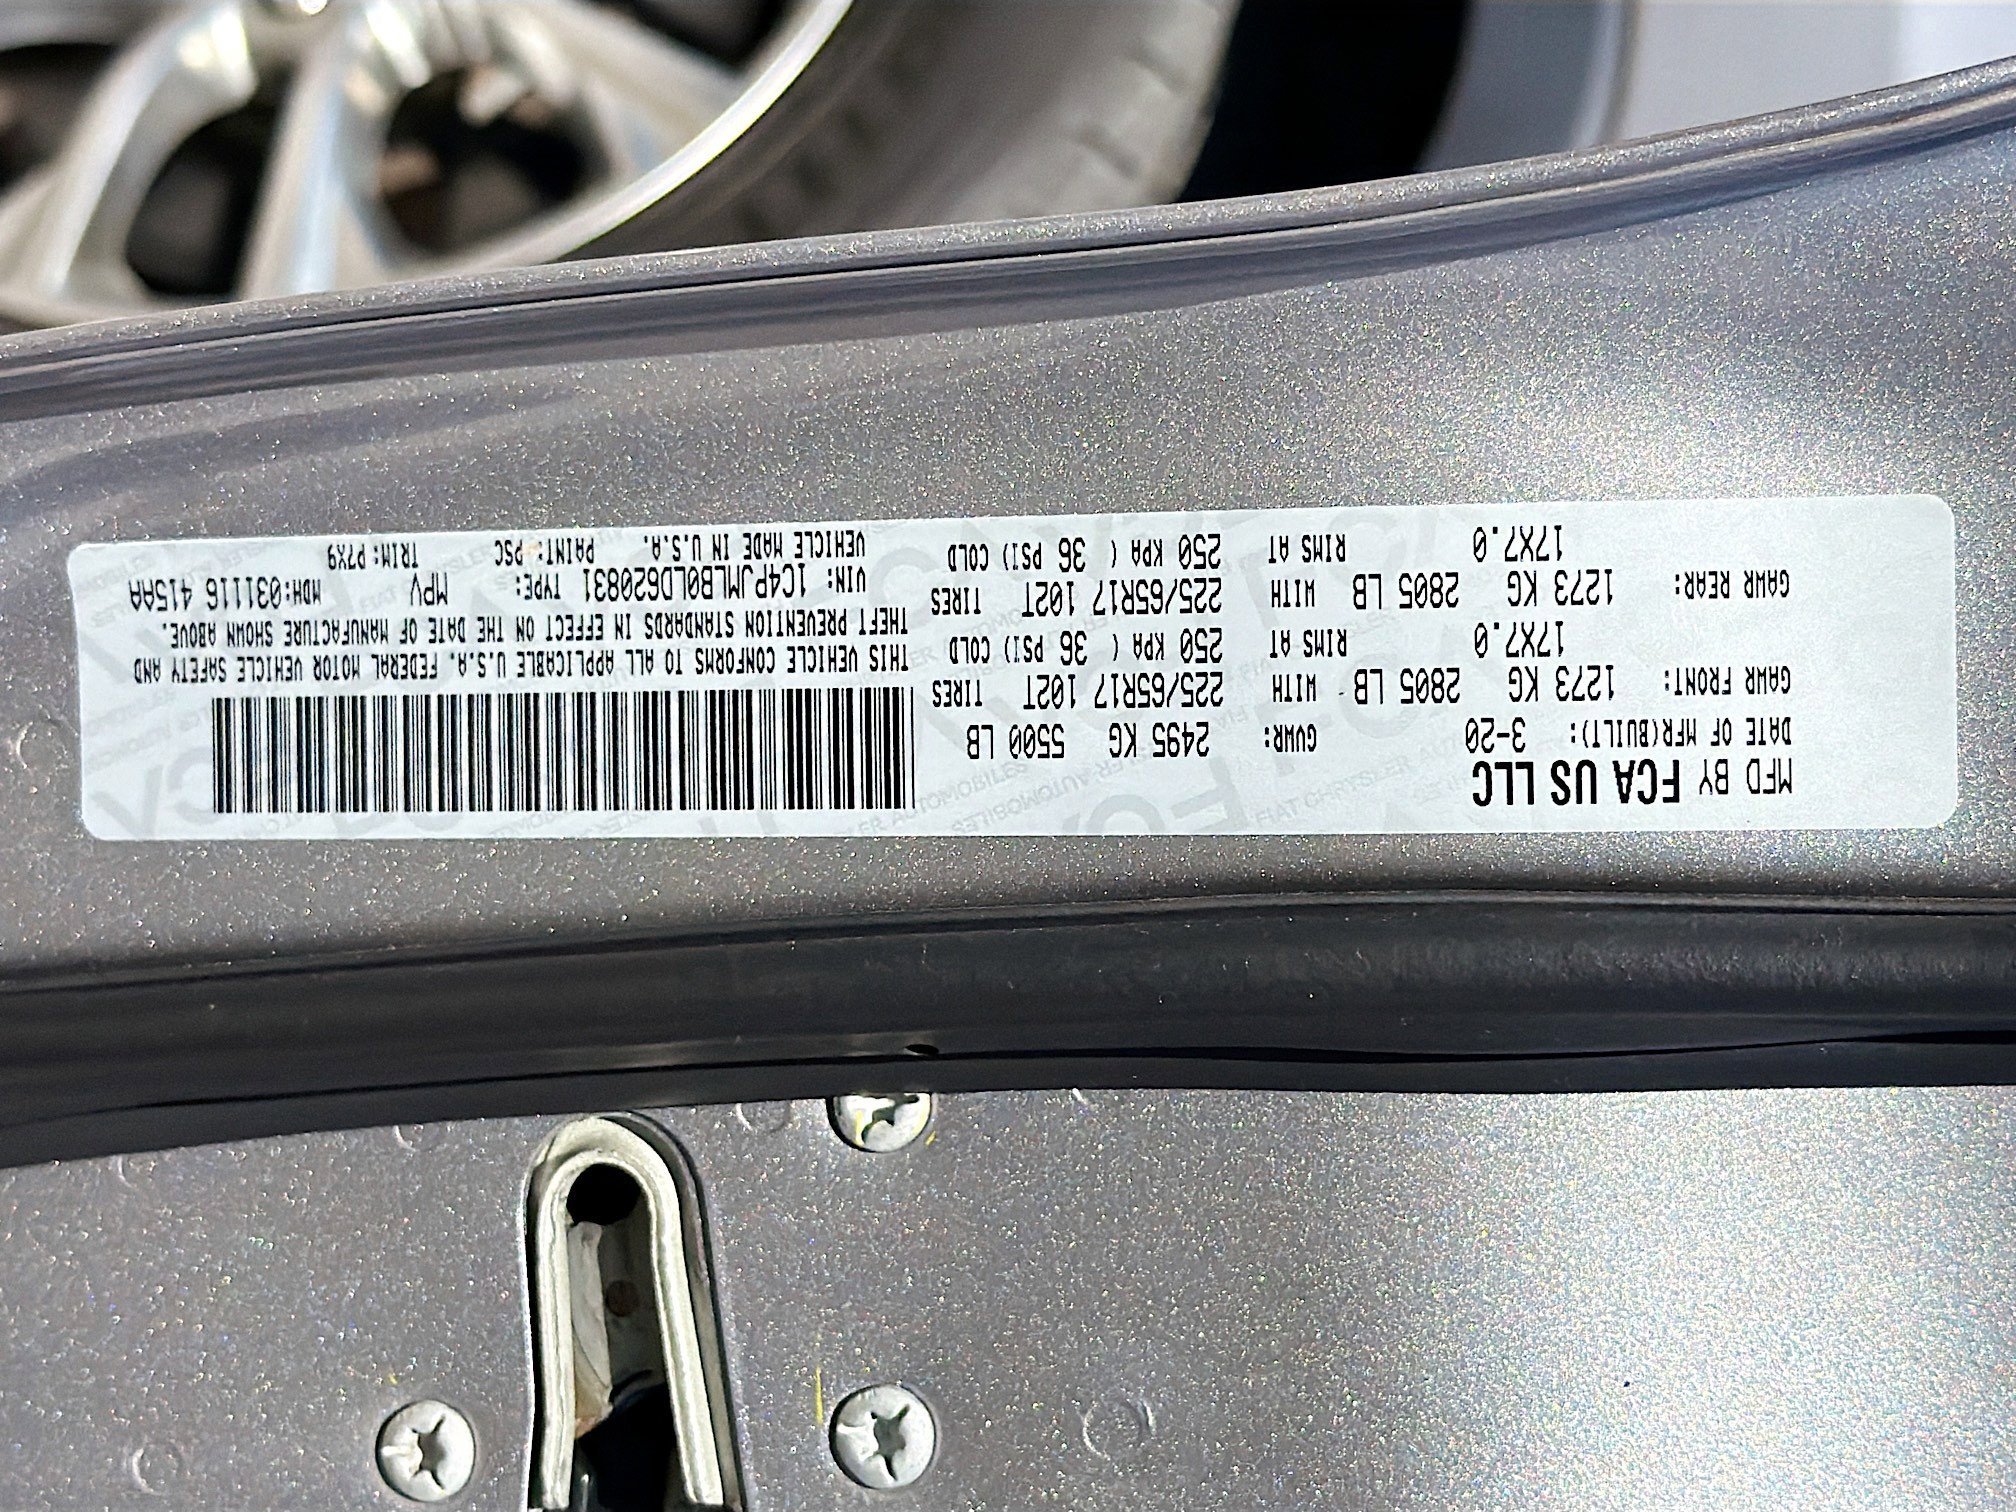 MFD BY FCA US LLC
DATE OF MFR(BUILT): 3-20 GVWR: 2495 KG 5500 LB
GAWR FRONT: 1273 KG 2805 LB WITH 225/65R17 102T TIRES
17X7.0 RIMS AT 250 KPA ( 36 PSI) COLD
GAWR REAR: 1273 KG 2805 LB WITH 225/65R17 102T TIRES
17X7.0 RIMS AT 250 KPA ( 36 PSI) COLD
THIS VEHICLE CONFORMS TO ALL APPLICABLE U.S.A. FEDERAL MOTOR VEHICLE SAFETY AND
THEFT PREVENTION STANDARDS IN EFFECT ON THE DATE OF MANUFACTURE SHOWN ABOVE.
VIN: 1C4PJMLB0LD620831 TYPE: MPV MDH:031116 415AA
VEHICLE MADE IN U.S.A. PAINT: PSC TRIM: P7X9